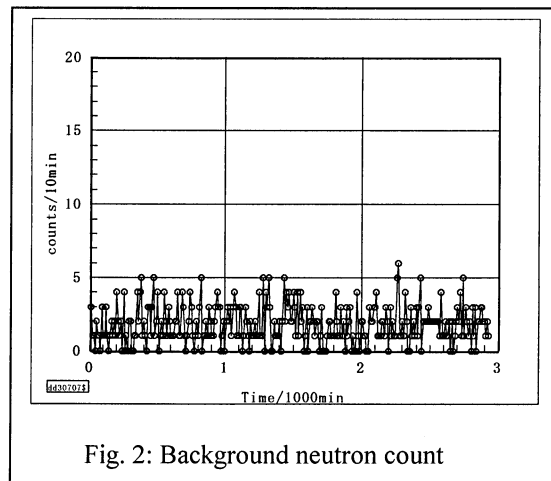 20
15
10
5
0
counts/10min
0 1 2 3
Time/1000min
dd30707$
Fig. 2: Background neutron count